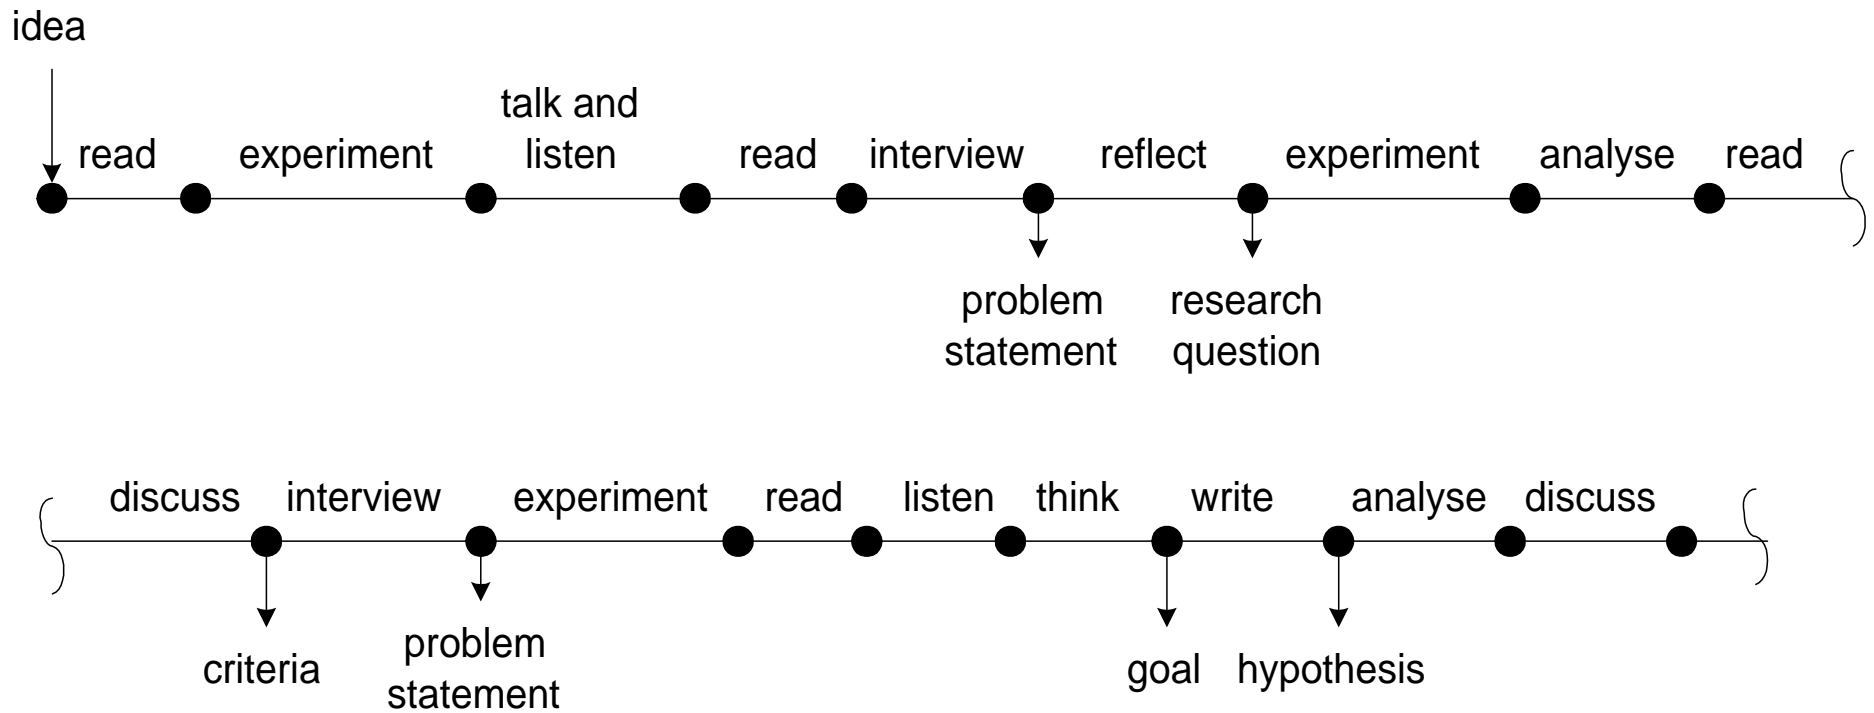 idea
talk and
read experiment listen read interview reflect experiment analyse read
problem research
statement question
discuss interview experiment read listen think write analyse discuss
problem
criteria goal hypothesis
statement